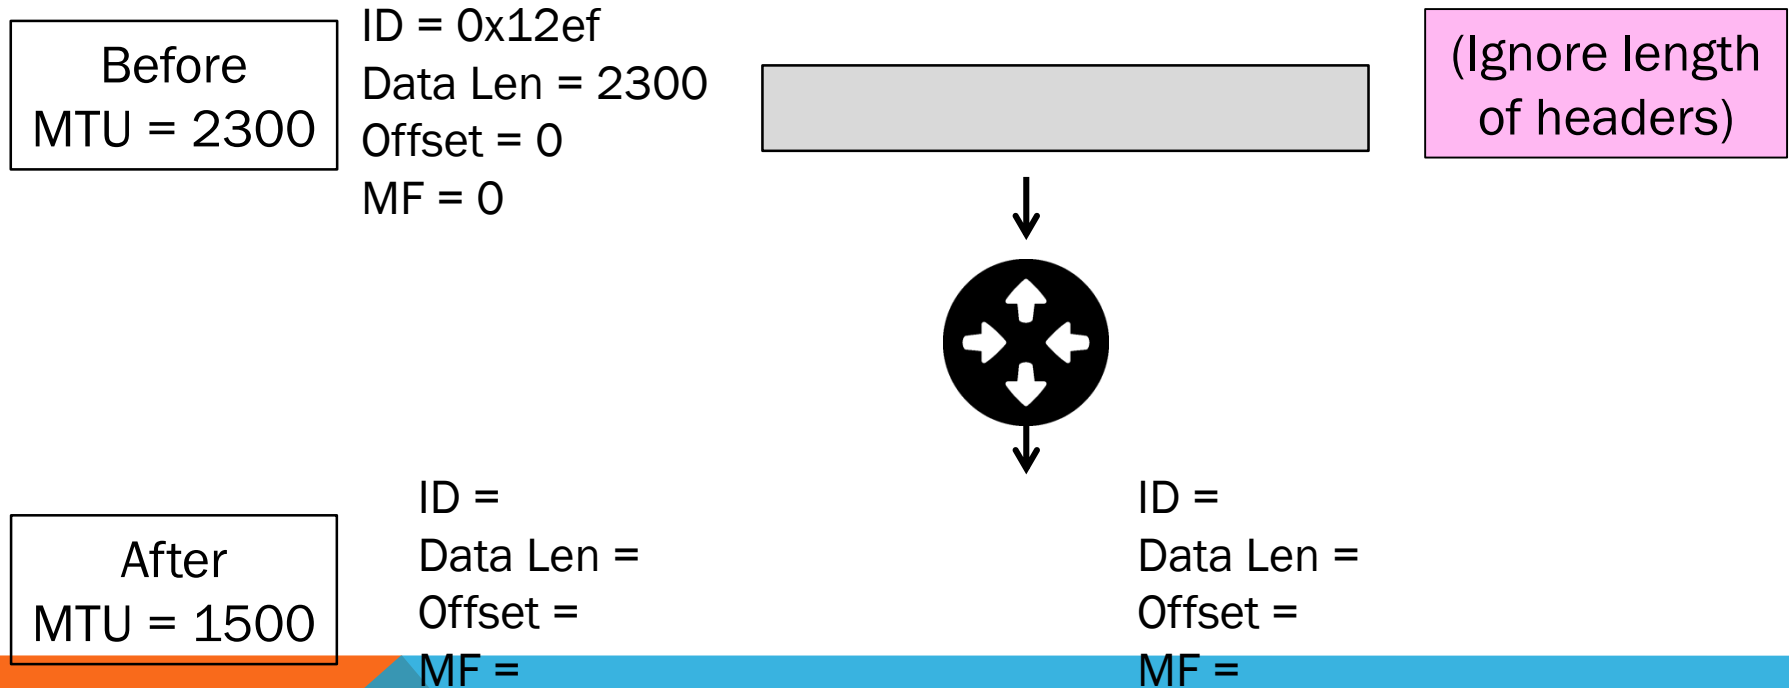 Before
MTU = 2300
ID = 0x12ef
Data Len = 2300
Offset = 0
MF = 0
(Ignore length
of headers)
After
MTU = 1500
ID =
Data Len =
Offset =
MF =
ID =
Data Len =
Offset =
MF =